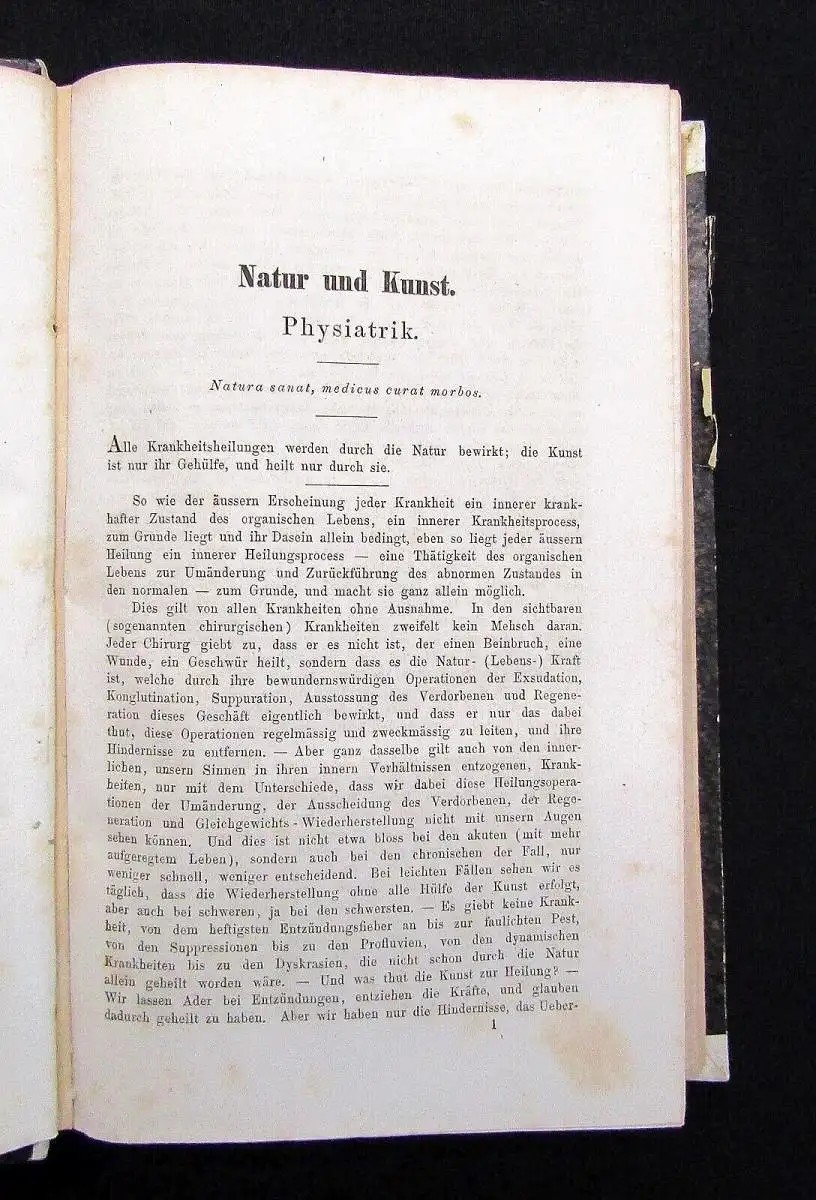 Natur und Kunst.
Physiatrik.
Natura sanat, medicus curat morbos.
Alle Krankheitsheilungen werden durch die Natur bewirkt; die Kunst
ist nur ihr Gehülfe, und heilt nur durch sie.
So wie der äussern Erscheinung jeder Krankheit ein innerer krank-
hafter Zustand des organischen Lebens, ein innerer Krankheitsprocess,
zum Grunde liegt und ihr Dasein allein bedingt, eben so liegt jeder äussern
Heilung ein innerer Heilungsprocess — eine Thätigkeit des organischen
Lebens zur Umänderung und Zurückführung des abnormen Zustandes in
den normalen — zum Grunde, und macht sie ganz allein möglich.
Dies gilt von allen Krankheiten ohne Ausnahme. In den sichtbaren
(sogenannten chirurgischen) Krankheiten zweifelt kein Mehsch daran.
Jeder Chirurg giebt zu, dass er es nicht ist, der einen Beinbruch, eine
Wunde, ein Geschwür heilt, sondern dass es die Natur- (Lebens-) Kraft
ist, welche durch ihre bewundernswürdigen Operationen der Exsudation,
Konglutination, Suppuration, Ausstossung des Verdorbenen und Regene-
ration dieses Geschäft eigentlich bewirkt, und dass er nur das dabei
thut, diese Operationen regelmässig und zweckmässig zu leiten, und ihre
Hindernisse zu entfernen. — Aber ganz dasselbe gilt auch von den inner-
lichen, unsern Sinnen in ihren innern Verhältnissen entzogenen, Krank-
heiten, nur mit dem Unterschiede, dass wir dabei diese Heilungsopera-
tionen der Umänderung, der Ausscheidung des Verdorbenen, der Rege-
neration und Gleichgewichts-Wiederherstellung nicht mit unsern Augen
sehen können. Und dies ist nicht etwa bloss bei den akuten (mit mehr
aufgeregtem Leben), sondern auch bei den chronischen der Fall, nur
weniger schnell, weniger entscheidend. Bei leichten Fällen sehen wir es
täglich, dass die Wiederherstellung ohne alle Hülfe der Kunst erfolgt,
aber auch bei schweren, ja bei den schwersten. — Es giebt keine Krank-
heit, von dem heftigsten Entzündungsfieber an bis zur faulichten Pest,
von den Suppressionen bis zu den Profluvien, von den dynamischen
Krankheiten bis zu den Dyskrasien, die nicht schon durch die Natur
allein geheilt worden wäre. — Und was thut die Kunst zur Heilung? —
Wir lassen Ader bei Entzündungen, entziehen die Kräfte, und glauben
dadurch geheilt zu haben. Aber wir haben nur die Hindernisse, das Ueber-
1